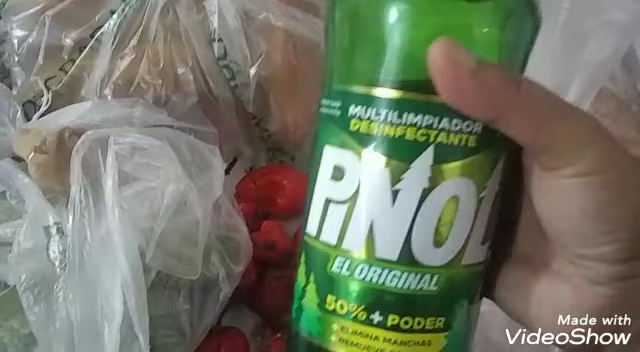 MULTILIMPIADOR
DESINFECTANTE
PiNOL
EL ORIGINAL
50% + PODER
ELIMINA MANCHAS
Made with
VideoShow